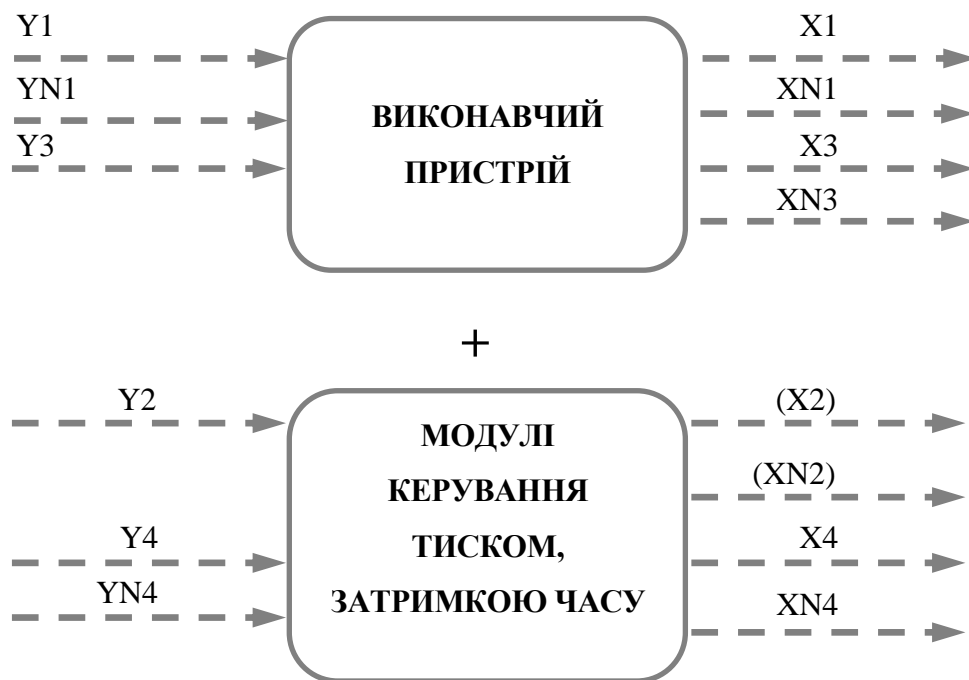 Y1
YN1
Y3
ВИКОНАВЧИЙ
ПРИСТРІЙ
X1
XN1
X3
XN3
+
Y2
Y4
YN4
МОДУЛІ
КЕРУВАННЯ
ТИСКОМ,
ЗАТРИМКОЮ ЧАСУ
(X2)
(XN2)
X4
XN4